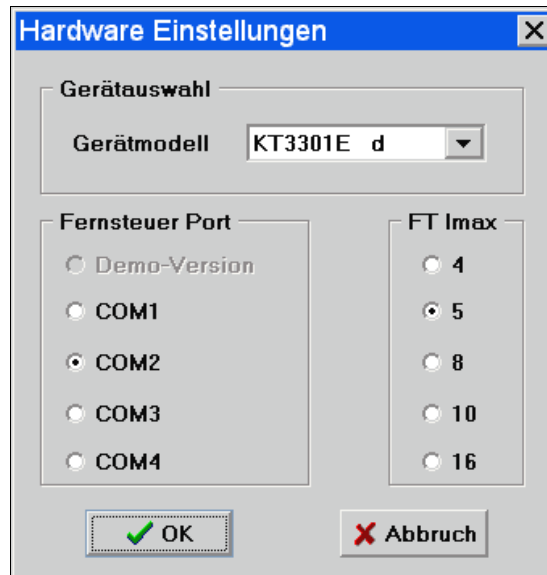 Hardware Einstellungen
Gerätauswahl
Gerätmodell KT3301E d
Fernsteuer Port
Demo-Version
COM1
COM2
COM3
COM4
FT Imax
4
5
8
10
16
OK
Abbruch